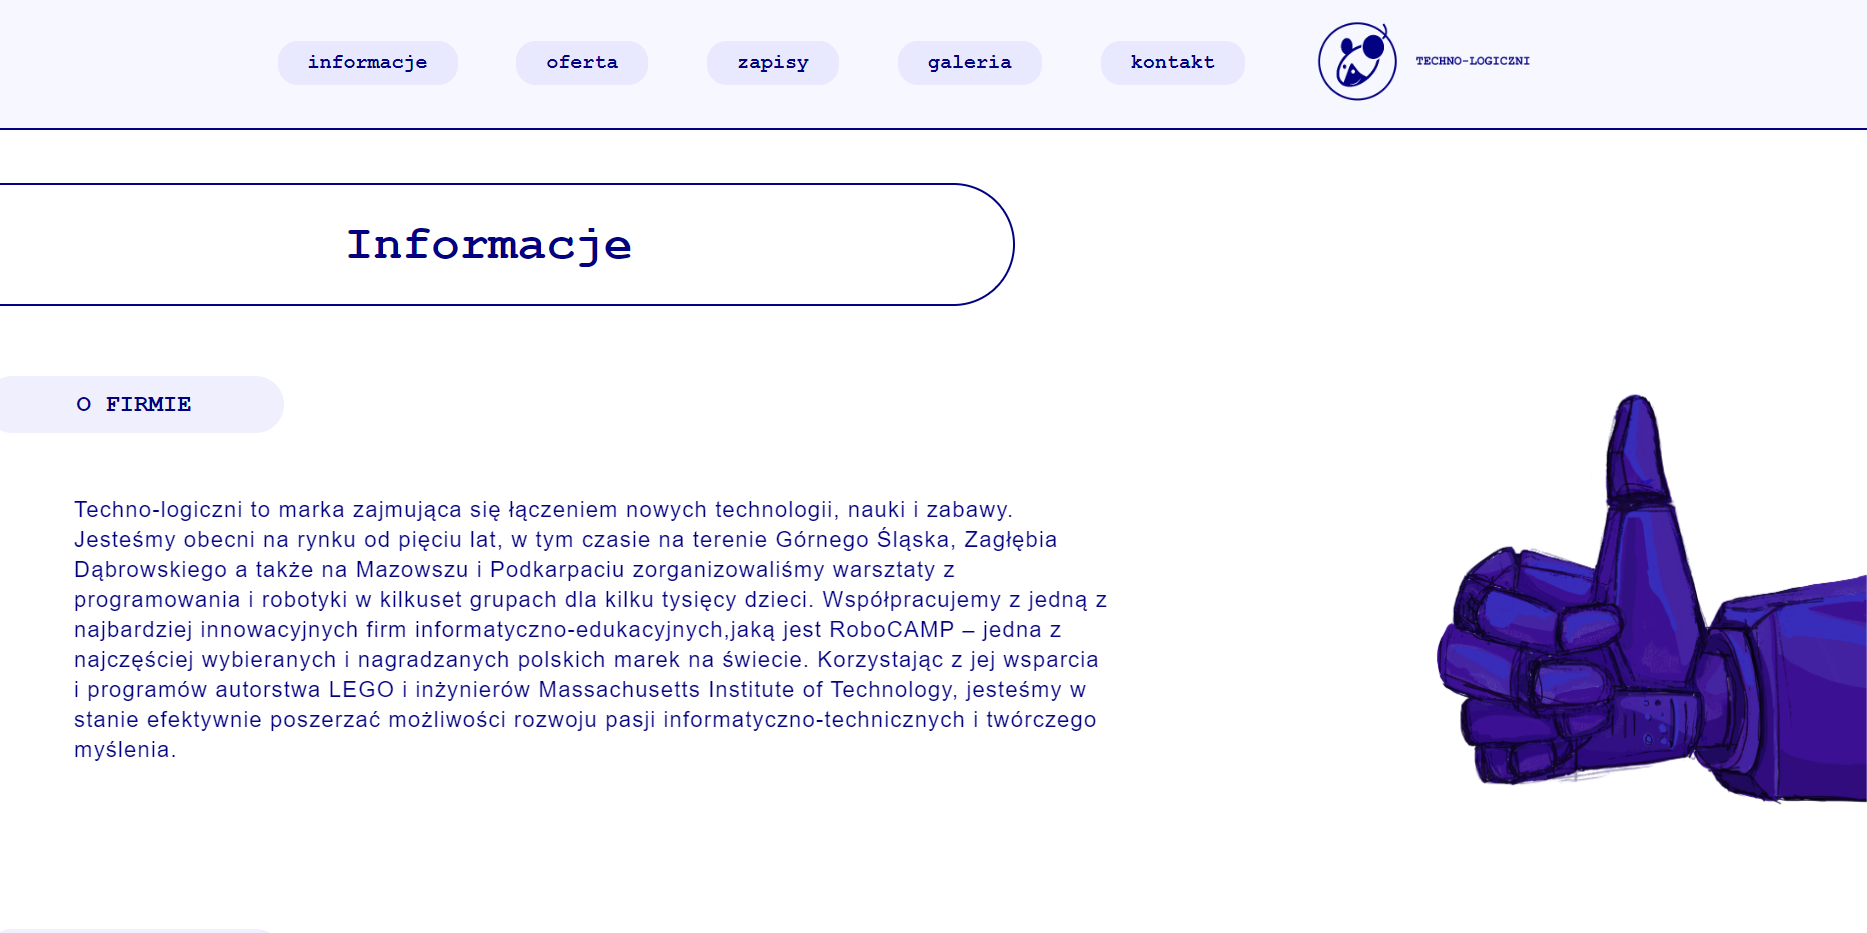 informacje
oferta
zapisy
galeria
kontakt
TECHNO-LOGICZNI
Informacje
O FIRMIE
Techno-logiczni to marka zajmująca się łączeniem nowych technologii, nauki i zabawy.
Jesteśmy obecni na rynku od pięciu lat, w tym czasie na terenie Górnego Śląska, Zagłębia
Dąbrowskiego a także na Mazowszu i Podkarpaciu zorganizowaliśmy warsztaty z
programowania i robotyki w kilkuset grupach dla kilku tysięcy dzieci. Współpracujemy z jedną z
najbardziej innowacyjnych firm informatyczno-edukacyjnych,jaką jest RoboCAMP – jedna z
najczęściej wybieranych i nagradzanych polskich marek na świecie. Korzystając z jej wsparcia
i programów autorstwa LEGO i inżynierów Massachusetts Institute of Technology, jesteśmy w
stanie efektywnie poszerzać możliwości rozwoju pasji informatyczno-technicznych i twórczego
myślenia.